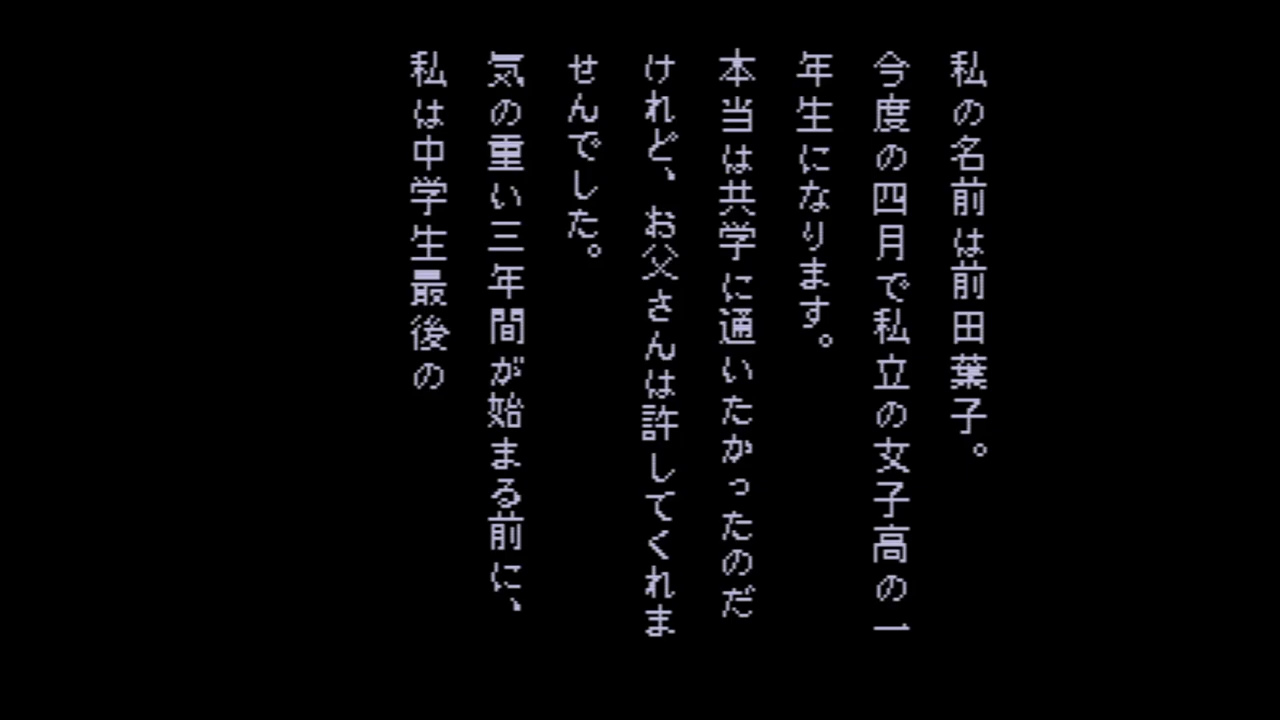 私の名前は前田葉子。
今度の四月で私立の女子高の一
年生になります。
本当は共学に通いたかったのだ
けれど、お父さんは許してくれま
せんでした。
気の重い三年間が始まる前に、
私は中学生最後の